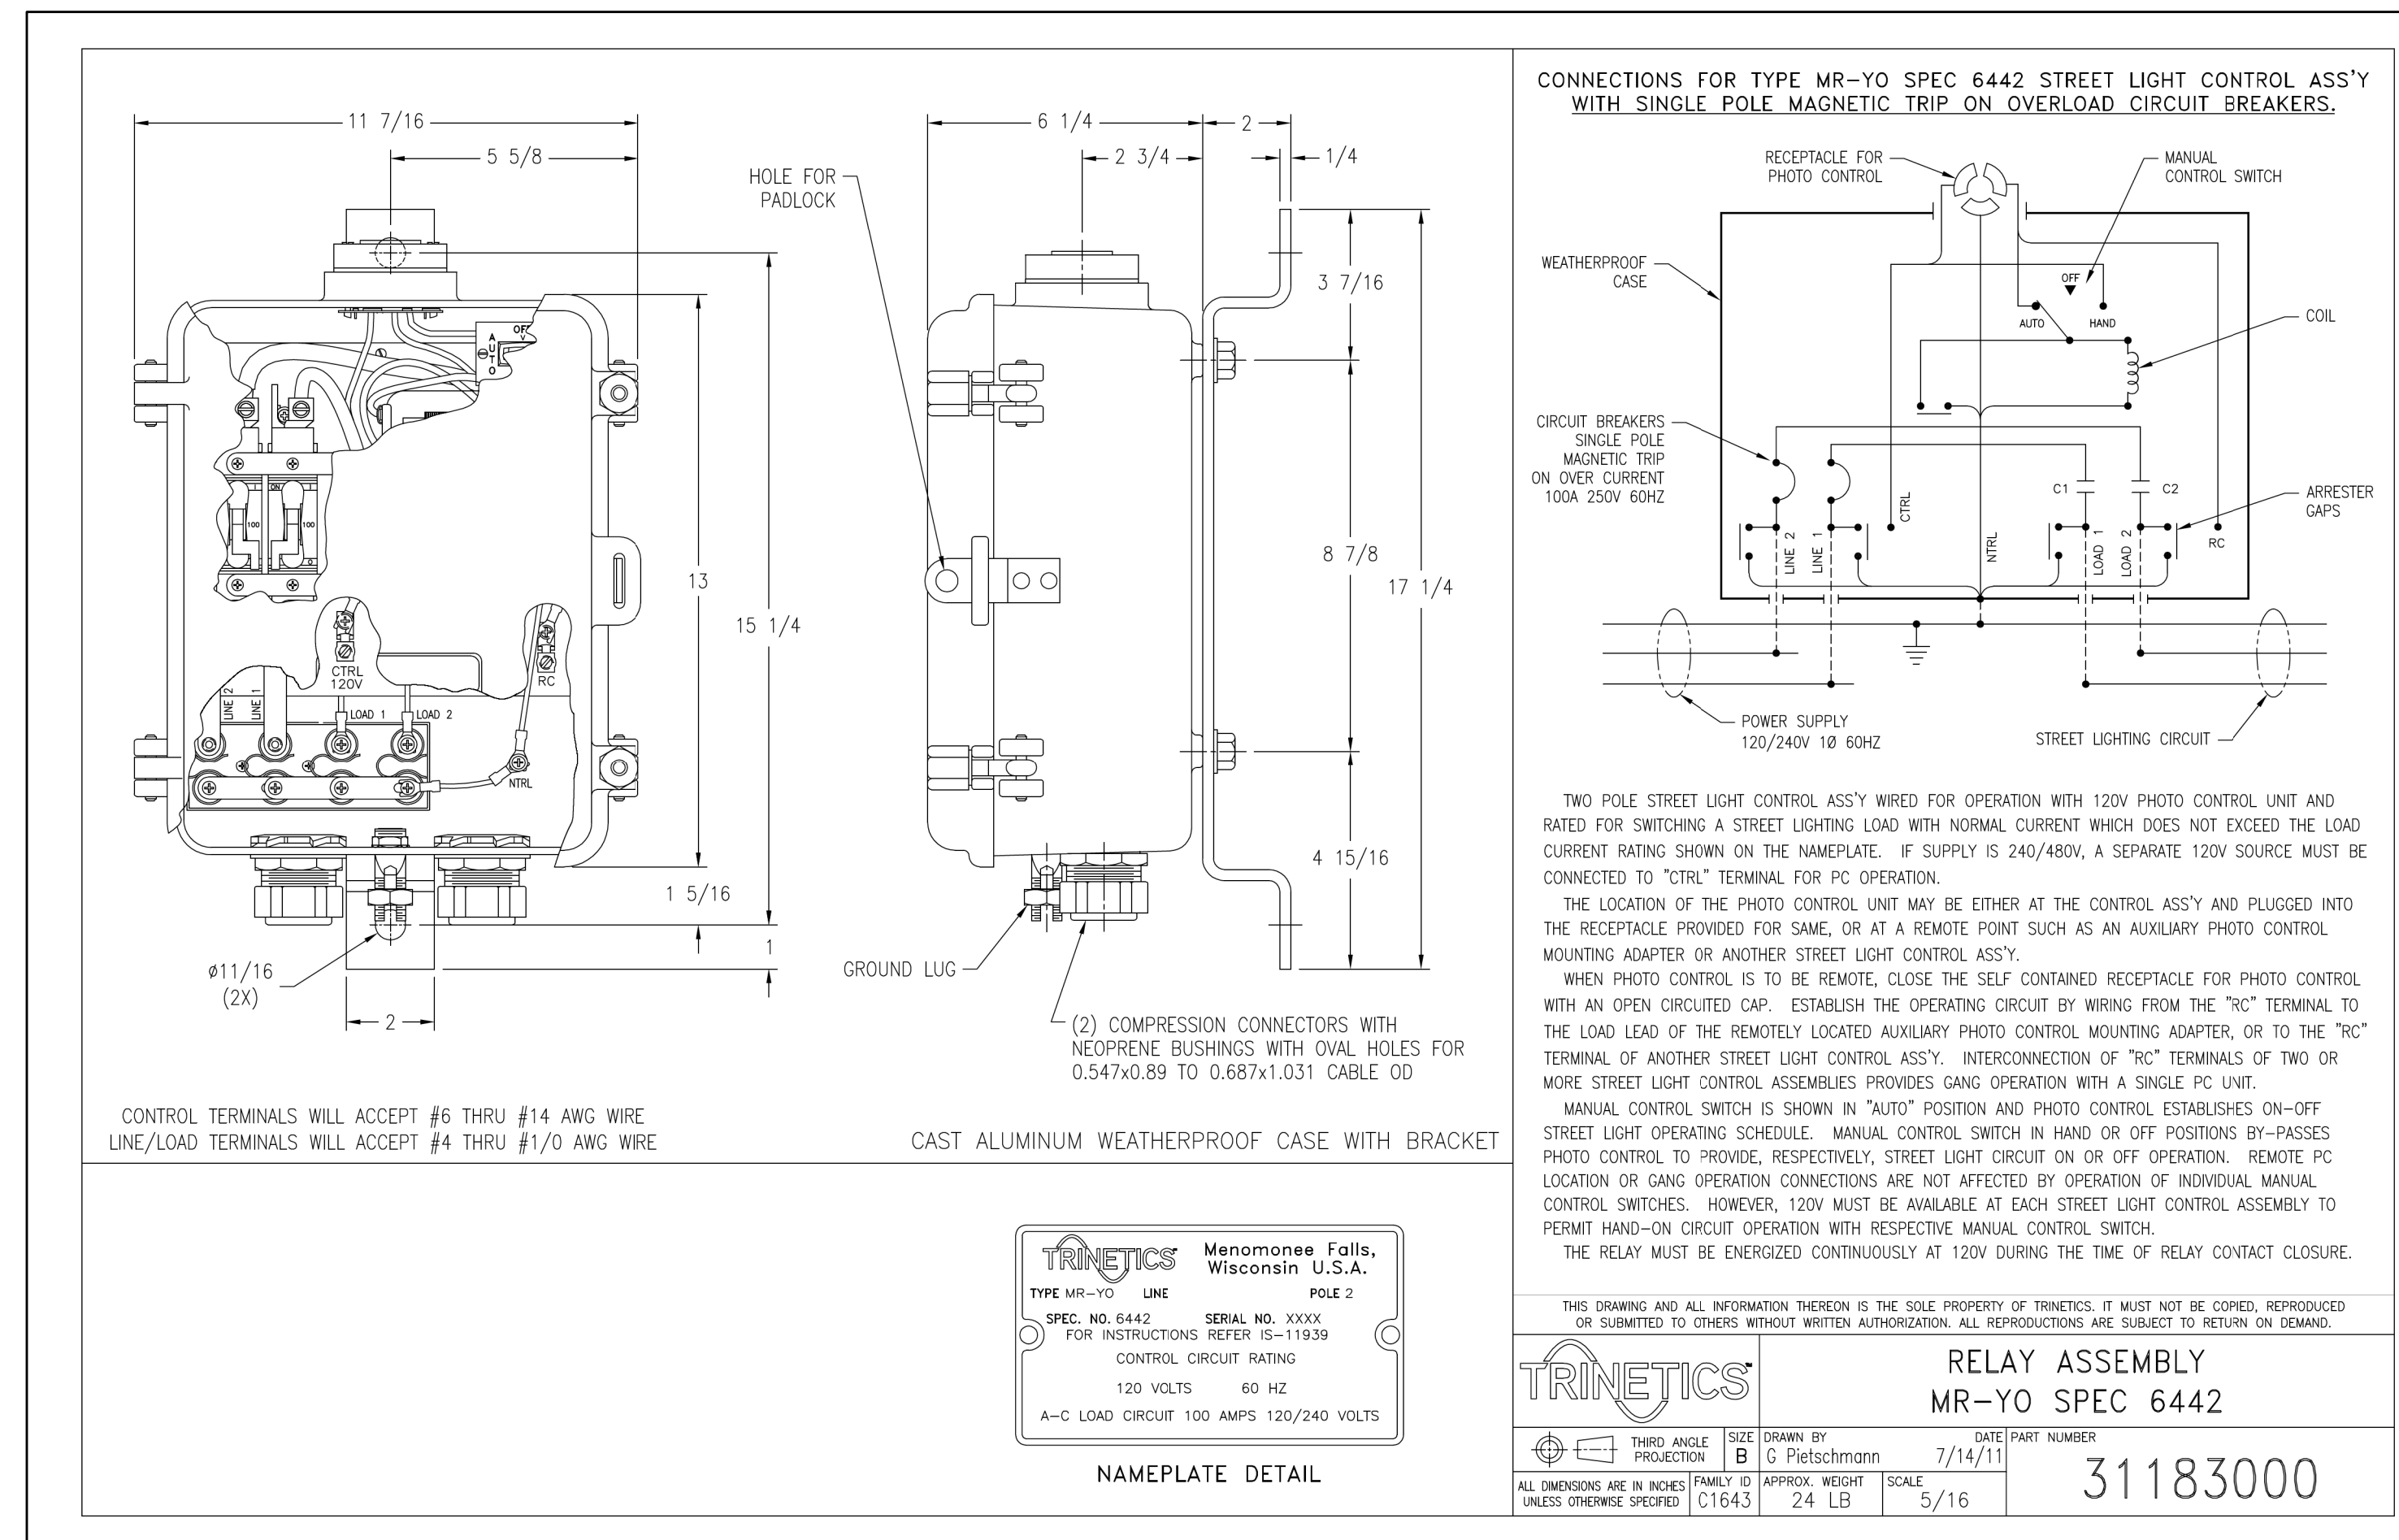 11 7/16
5 5/8
HOLE FOR
PADLOCK
6 1/4
2
2 3/4
1/4
3 7/16
8 7/8
17 1/4
4 15/16
13
15 1/4
1 5/16
1
OFF
AUTO
ON
I
I
100
100
O
CTRL
120V
RC
LINE 2
LINE 1
LOAD 1
LOAD 2
NTRL
ø11/16
(2X)
2
GROUND LUG
(2) COMPRESSION CONNECTORS WITH
NEOPRENE BUSHINGS WITH OVAL HOLES FOR
0.547x0.89 TO 0.687x1.031 CABLE OD
CONTROL TERMINALS WILL ACCEPT #6 THRU #14 AWG WIRE
LINE/LOAD TERMINALS WILL ACCEPT #4 THRU #1/0 AWG WIRE
CAST ALUMINUM WEATHERPROOF CASE WITH BRACKET
TRINETICS™
Menomonee Falls,
Wisconsin U.S.A.
TYPE MR-YO LINE POLE 2
SPEC. NO. 6442 SERIAL NO. XXXX
FOR INSTRUCTIONS REFER IS-11939
CONTROL CIRCUIT RATING
120 VOLTS 60 HZ
A-C LOAD CIRCUIT 100 AMPS 120/240 VOLTS
NAMEPLATE DETAIL
CONNECTIONS FOR TYPE MR-YO SPEC 6442 STREET LIGHT CONTROL ASS'Y
WITH SINGLE POLE MAGNETIC TRIP ON OVERLOAD CIRCUIT BREAKERS.
RECEPTACLE FOR
PHOTO CONTROL
MANUAL
CONTROL SWITCH
WEATHERPROOF
CASE
OFF
AUTO
HAND
COIL
CIRCUIT BREAKERS
SINGLE POLE
MAGNETIC TRIP
ON OVER CURRENT
100A 250V 60HZ
C1
C2
ARRESTER
GAPS
LINE 2
LINE 1
CTRL
NTRL
LOAD 1
LOAD 2
RC
POWER SUPPLY
120/240V 1Ø 60HZ
STREET LIGHTING CIRCUIT
TWO POLE STREET LIGHT CONTROL ASS'Y WIRED FOR OPERATION WITH 120V PHOTO CONTROL UNIT AND
RATED FOR SWITCHING A STREET LIGHTING LOAD WITH NORMAL CURRENT WHICH DOES NOT EXCEED THE LOAD
CURRENT RATING SHOWN ON THE NAMEPLATE. IF SUPPLY IS 240/480V, A SEPARATE 120V SOURCE MUST BE
CONNECTED TO "CTRL" TERMINAL FOR PC OPERATION.
THE LOCATION OF THE PHOTO CONTROL UNIT MAY BE EITHER AT THE CONTROL ASS'Y AND PLUGGED INTO
THE RECEPTACLE PROVIDED FOR SAME, OR AT A REMOTE POINT SUCH AS AN AUXILIARY PHOTO CONTROL
MOUNTING ADAPTER OR ANOTHER STREET LIGHT CONTROL ASS'Y.
WHEN PHOTO CONTROL IS TO BE REMOTE, CLOSE THE SELF CONTAINED RECEPTACLE FOR PHOTO CONTROL
WITH AN OPEN CIRCUITED CAP. ESTABLISH THE OPERATING CIRCUIT BY WIRING FROM THE "RC" TERMINAL TO
THE LOAD LEAD OF THE REMOTELY LOCATED AUXILIARY PHOTO CONTROL MOUNTING ADAPTER, OR TO THE "RC"
TERMINAL OF ANOTHER STREET LIGHT CONTROL ASS'Y. INTERCONNECTION OF "RC" TERMINALS OF TWO OR
MORE STREET LIGHT CONTROL ASSEMBLIES PROVIDES GANG OPERATION WITH A SINGLE PC UNIT.
MANUAL CONTROL SWITCH IS SHOWN IN "AUTO" POSITION AND PHOTO CONTROL ESTABLISHES ON-OFF
STREET LIGHT OPERATING SCHEDULE. MANUAL CONTROL SWITCH IN HAND OR OFF POSITIONS BY-PASSES
PHOTO CONTROL TO PROVIDE, RESPECTIVELY, STREET LIGHT CIRCUIT ON OR OFF OPERATION. REMOTE PC
LOCATION OR GANG OPERATION CONNECTIONS ARE NOT AFFECTED BY OPERATION OF INDIVIDUAL MANUAL
CONTROL SWITCHES. HOWEVER, 120V MUST BE AVAILABLE AT EACH STREET LIGHT CONTROL ASSEMBLY TO
PERMIT HAND-ON CIRCUIT OPERATION WITH RESPECTIVE MANUAL CONTROL SWITCH.
THE RELAY MUST BE ENERGIZED CONTINUOUSLY AT 120V DURING THE TIME OF RELAY CONTACT CLOSURE.
THIS DRAWING AND ALL INFORMATION THEREON IS THE SOLE PROPERTY OF TRINETICS. IT MUST NOT BE COPIED, REPRODUCED
OR SUBMITTED TO OTHERS WITHOUT WRITTEN AUTHORIZATION. ALL REPRODUCTIONS ARE SUBJECT TO RETURN ON DEMAND.
TRINETICS™
RELAY ASSEMBLY
MR-YO SPEC 6442
THIRD ANGLE
PROJECTION
SIZE
B
DRAWN BY
G Pietschmann
DATE
7/14/11
PART NUMBER
31183000
ALL DIMENSIONS ARE IN INCHES
UNLESS OTHERWISE SPECIFIED
FAMILY ID
C1643
APPROX. WEIGHT
24 LB
SCALE
5/16